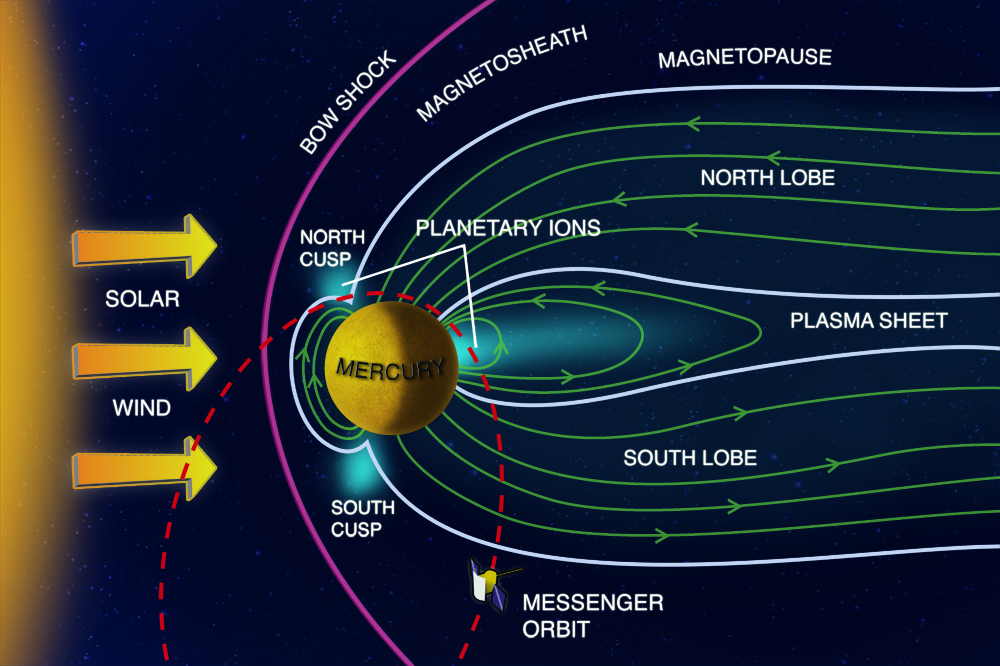 BOW SHOCK
MAGNETOSHEATH
MAGNETOPAUSE
NORTH LOBE
NORTH
CUSP
PLANETARY IONS
SOLAR
WIND
PLASMA SHEET
MERCURY
SOUTH LOBE
SOUTH
CUSP
MESSENGER
ORBIT